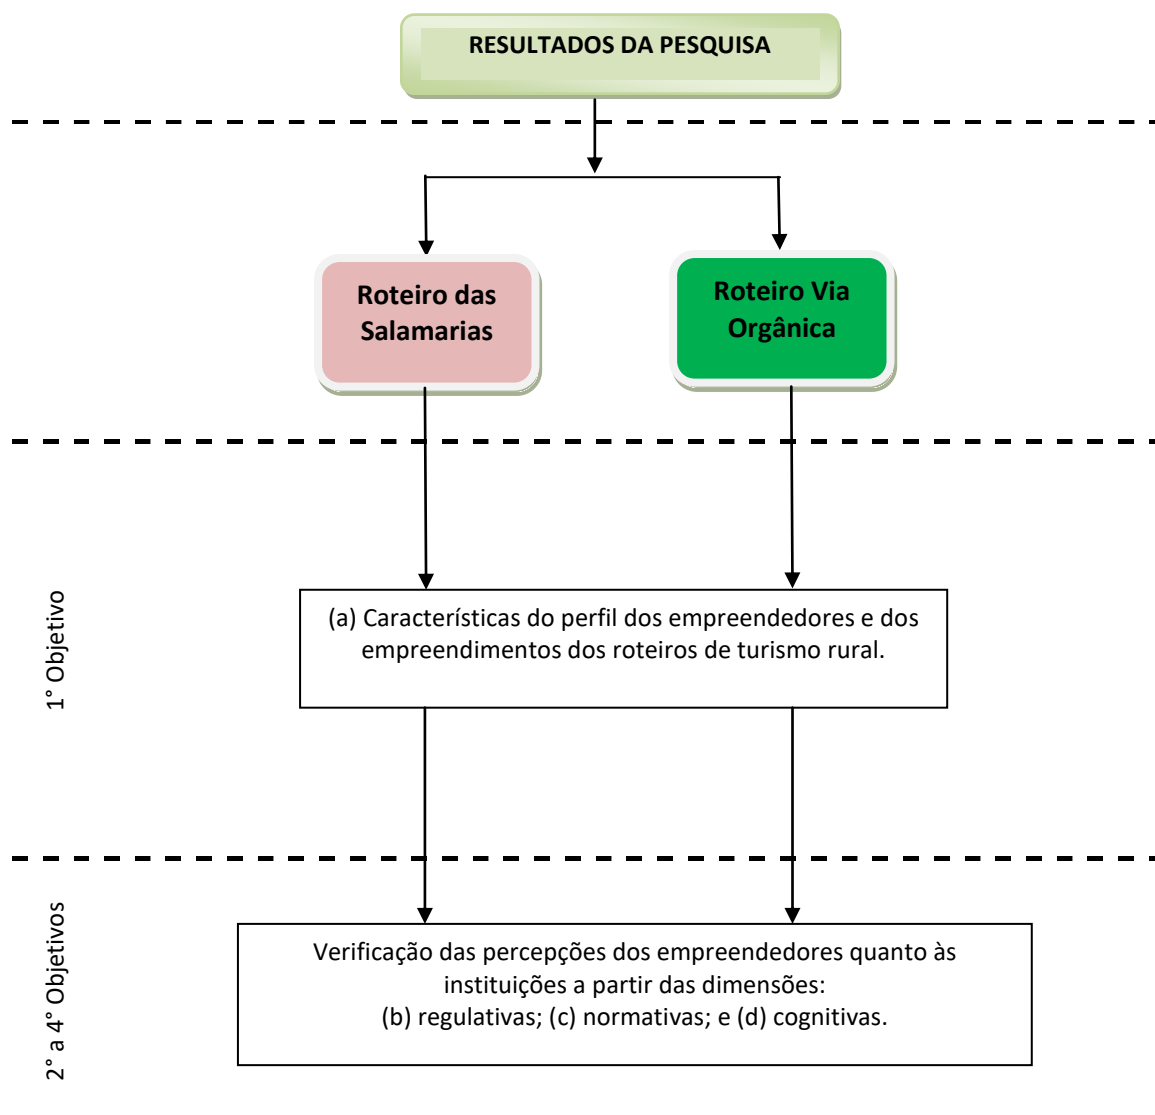 RESULTADOS DA PESQUISA
Roteiro das
Salamarias
Roteiro Via
Orgânica
1° Objetivo
(a) Características do perfil dos empreendedores e dos
empreendimentos dos roteiros de turismo rural.
2° a 4° Objetivos
Verificação das percepções dos empreendedores quanto às
instituições a partir das dimensões:
(b) regulativas; (c) normativas; e (d) cognitivas.